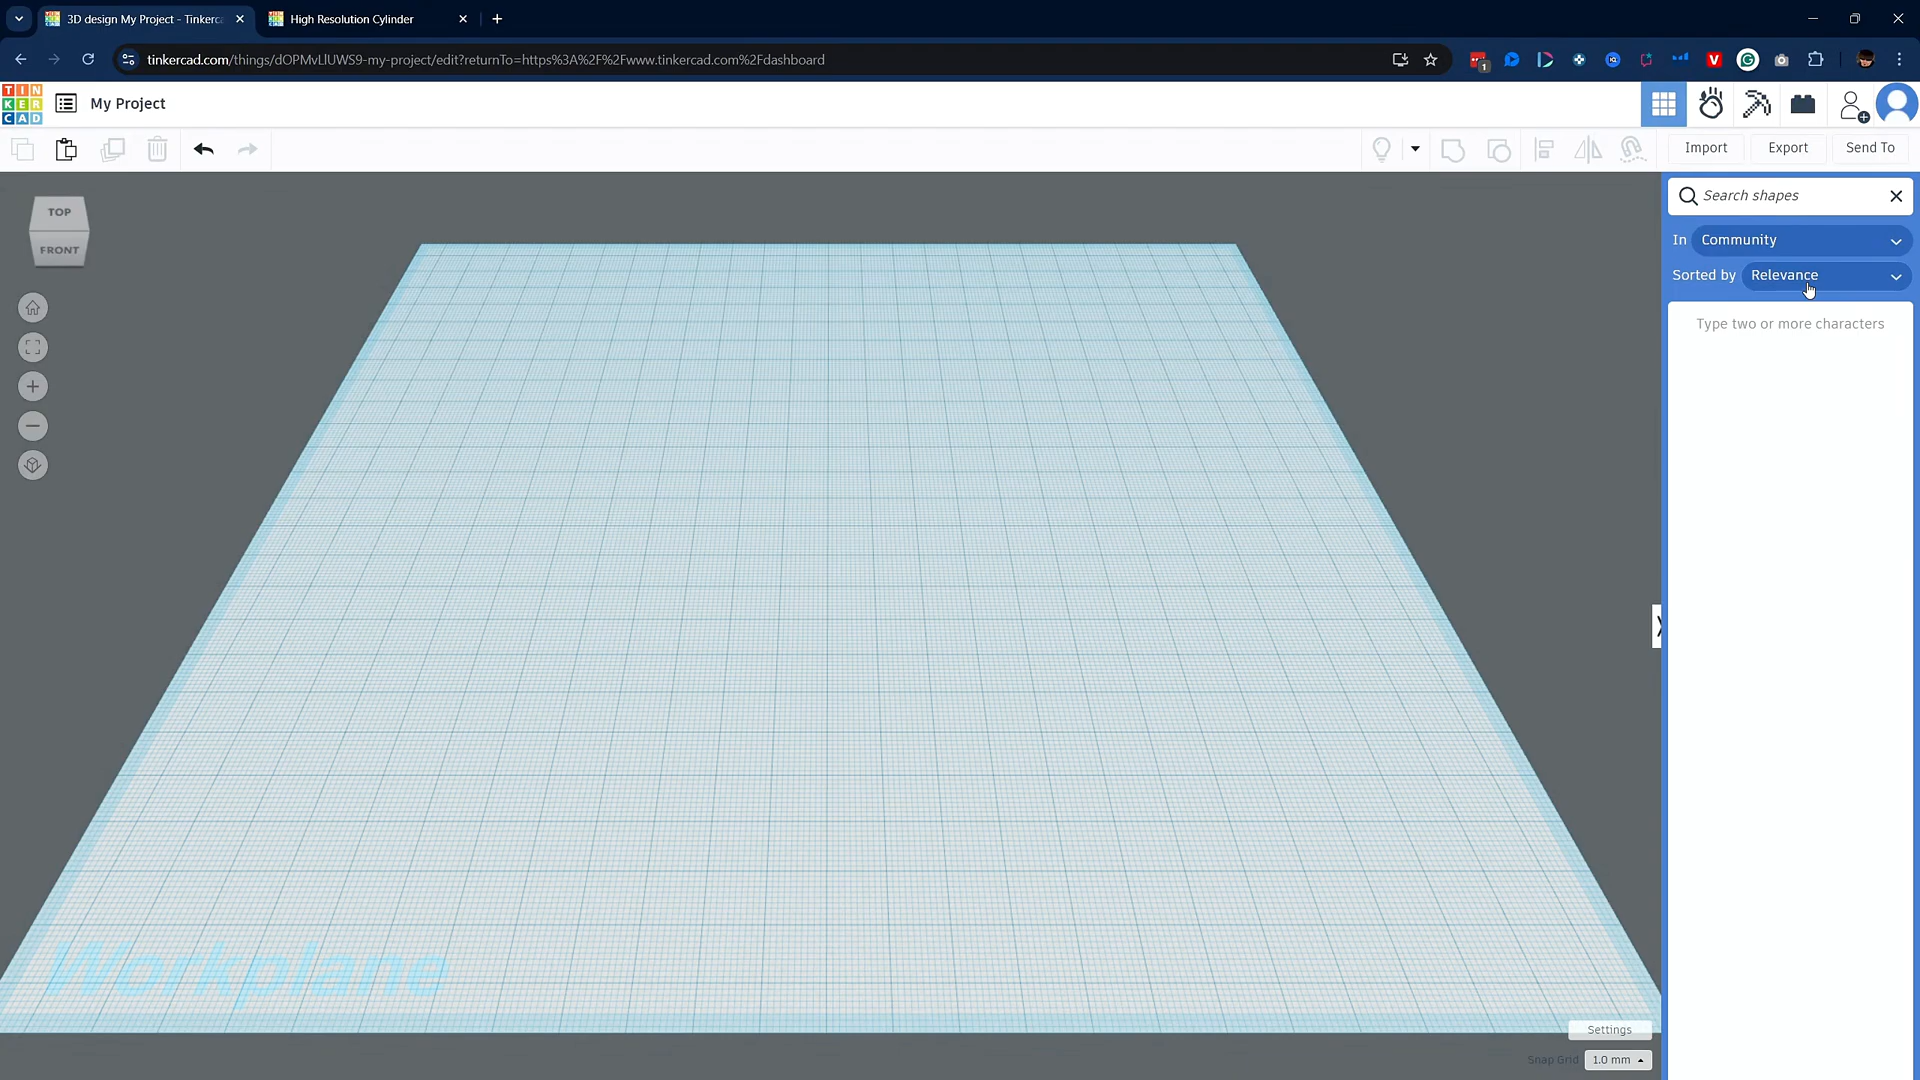 3D design My Project - Tinkerc
High Resolution Cylinder
tinkercad.com/things/dOPMvLlUWS9-my-project/edit?returnTo=https%3A%2F%2Fwww.tinkercad.com%2Fdashboard
TIN
KER
CAD
My Project
Import
Export
Send To
TOP
FRONT
Search shapes
In Community
Sorted by Relevance
Type two or more characters
Workplane
Settings
Snap Grid 1.0 mm